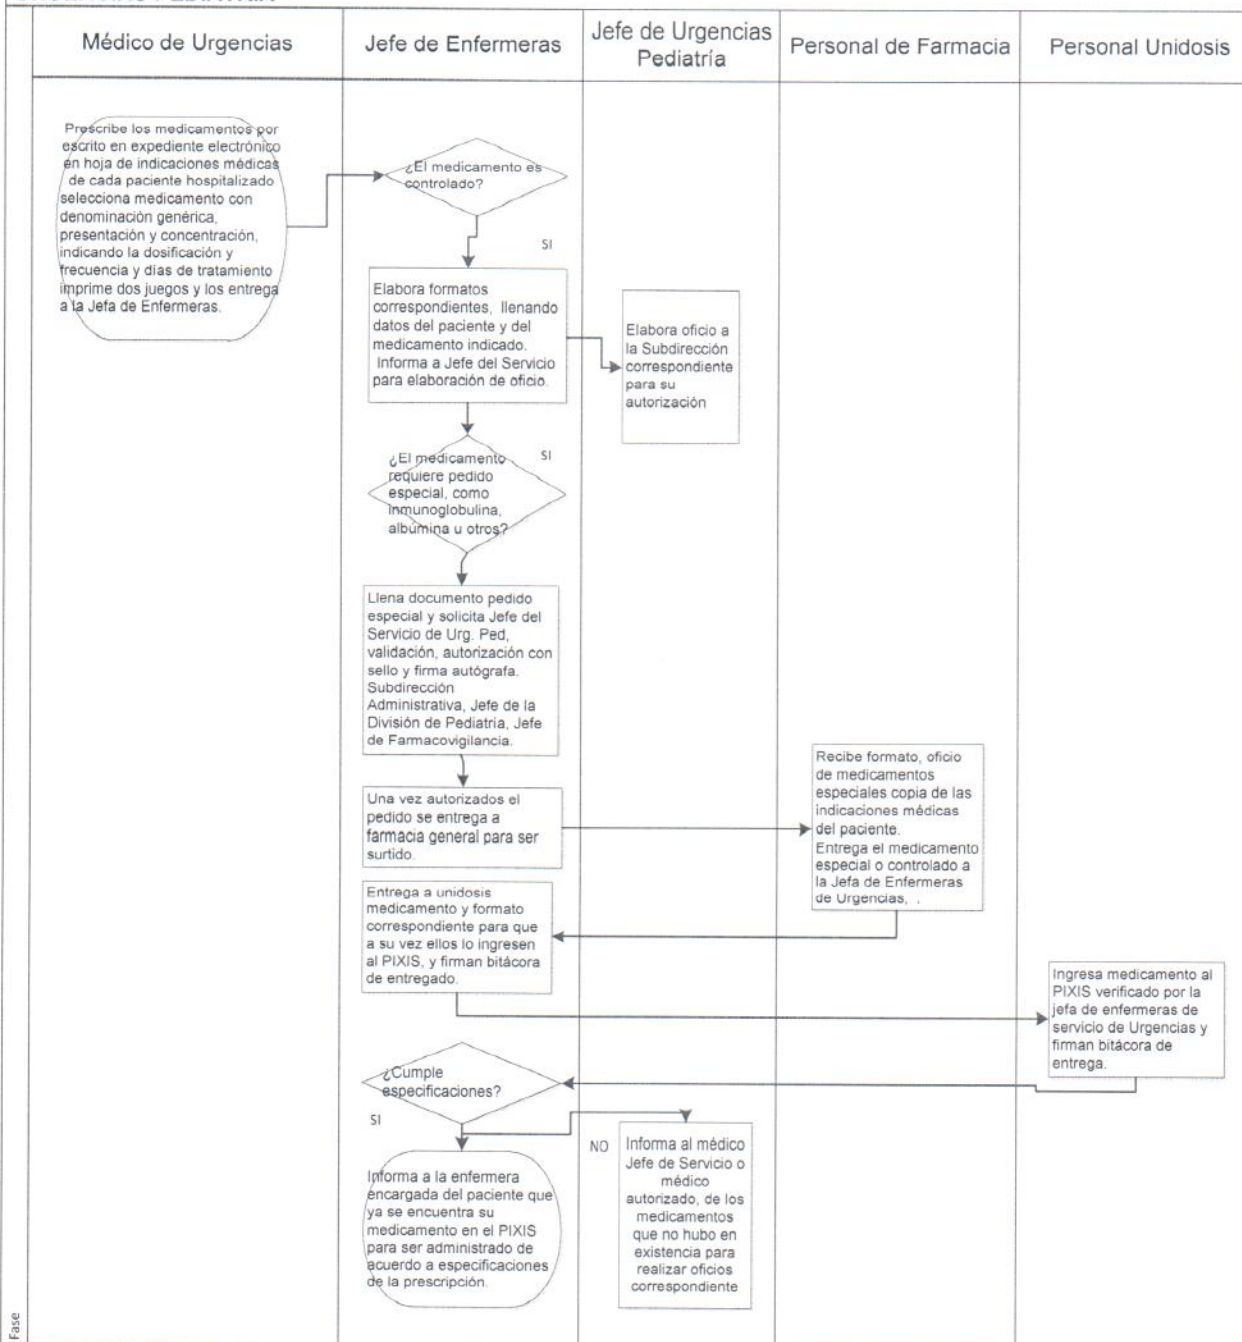 Médico de Urgencias
Jefe de Enfermeras
Jefe de Urgencias
Pediatría
Personal de Farmacia
Personal Unidosis
Prescribe los medicamentos por
escrito en expediente electrónico
en hoja de indicaciones médicas
de cada paciente hospitalizado
selecciona medicamento con
denominación genérica,
presentación y concentración,
indicando la dosificación y
frecuencia y días de tratamiento
imprime dos juegos y los entrega
a la Jefa de Enfermeras.
¿El medicamento es
controlado?
SI
Elabora formatos
correspondientes, llenando
datos del paciente y del
medicamento indicado.
Informa a Jefe del Servicio
para elaboración de oficio.
Elabora oficio a
la Subdirección
correspondiente
para su
autorización
¿El medicamento
requiere pedido
especial, como
inmunoglobulina,
albúmina u otros?
SI
Llena documento pedido
especial y solicita Jefe del
Servicio de Urg. Ped,
validación, autorización con
sello y firma autógrafa.
Subdirección
Administrativa, Jefe de la
División de Pediatría, Jefe
de Farmacovigilancia.
Una vez autorizados el
pedido se entrega a
farmacia general para ser
surtido.
Recibe formato, oficio
de medicamentos
especiales copia de las
indicaciones médicas
del paciente.
Entrega el medicamento
especial o controlado a
la Jefa de Enfermeras
de Urgencias, .
Entrega a unidosis
medicamento y formato
correspondiente para que
a su vez ellos lo ingresen
al PIXIS, y firman bitácora
de entregado.
Ingresa medicamento al
PIXIS verificado por la
jefa de enfermeras de
servicio de Urgencias y
firman bitácora de
entrega.
¿Cumple
especificaciones?
SI
NO
Informa a la enfermera
encargada del paciente que
ya se encuentra su
medicamento en el PIXIS
para ser administrado de
acuerdo a especificaciones
de la prescripción.
Informa al médico
Jefe de Servicio o
médico
autorizado, de los
medicamentos
que no hubo en
existencia para
realizar oficios
correspondiente
Fase